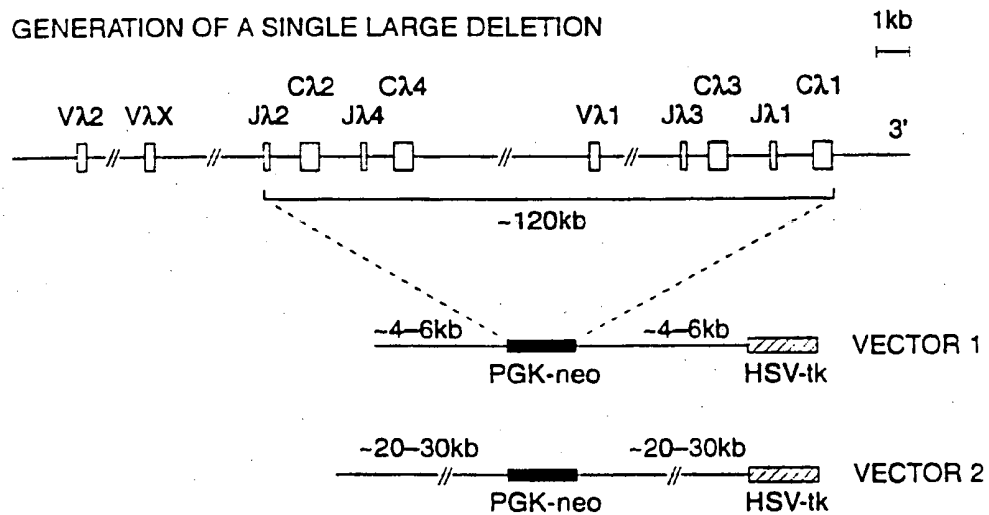 GENERATION OF A SINGLE LARGE DELETION
1kb
Vλ2 VλX Jλ2 Cλ2 Jλ4 Cλ4 Vλ1 Jλ3 Cλ3 Jλ1 Cλ1 3'
~120kb
~4–6kb ~4–6kb VECTOR 1
PGK-neo HSV-tk
~20–30kb ~20–30kb VECTOR 2
PGK-neo HSV-tk